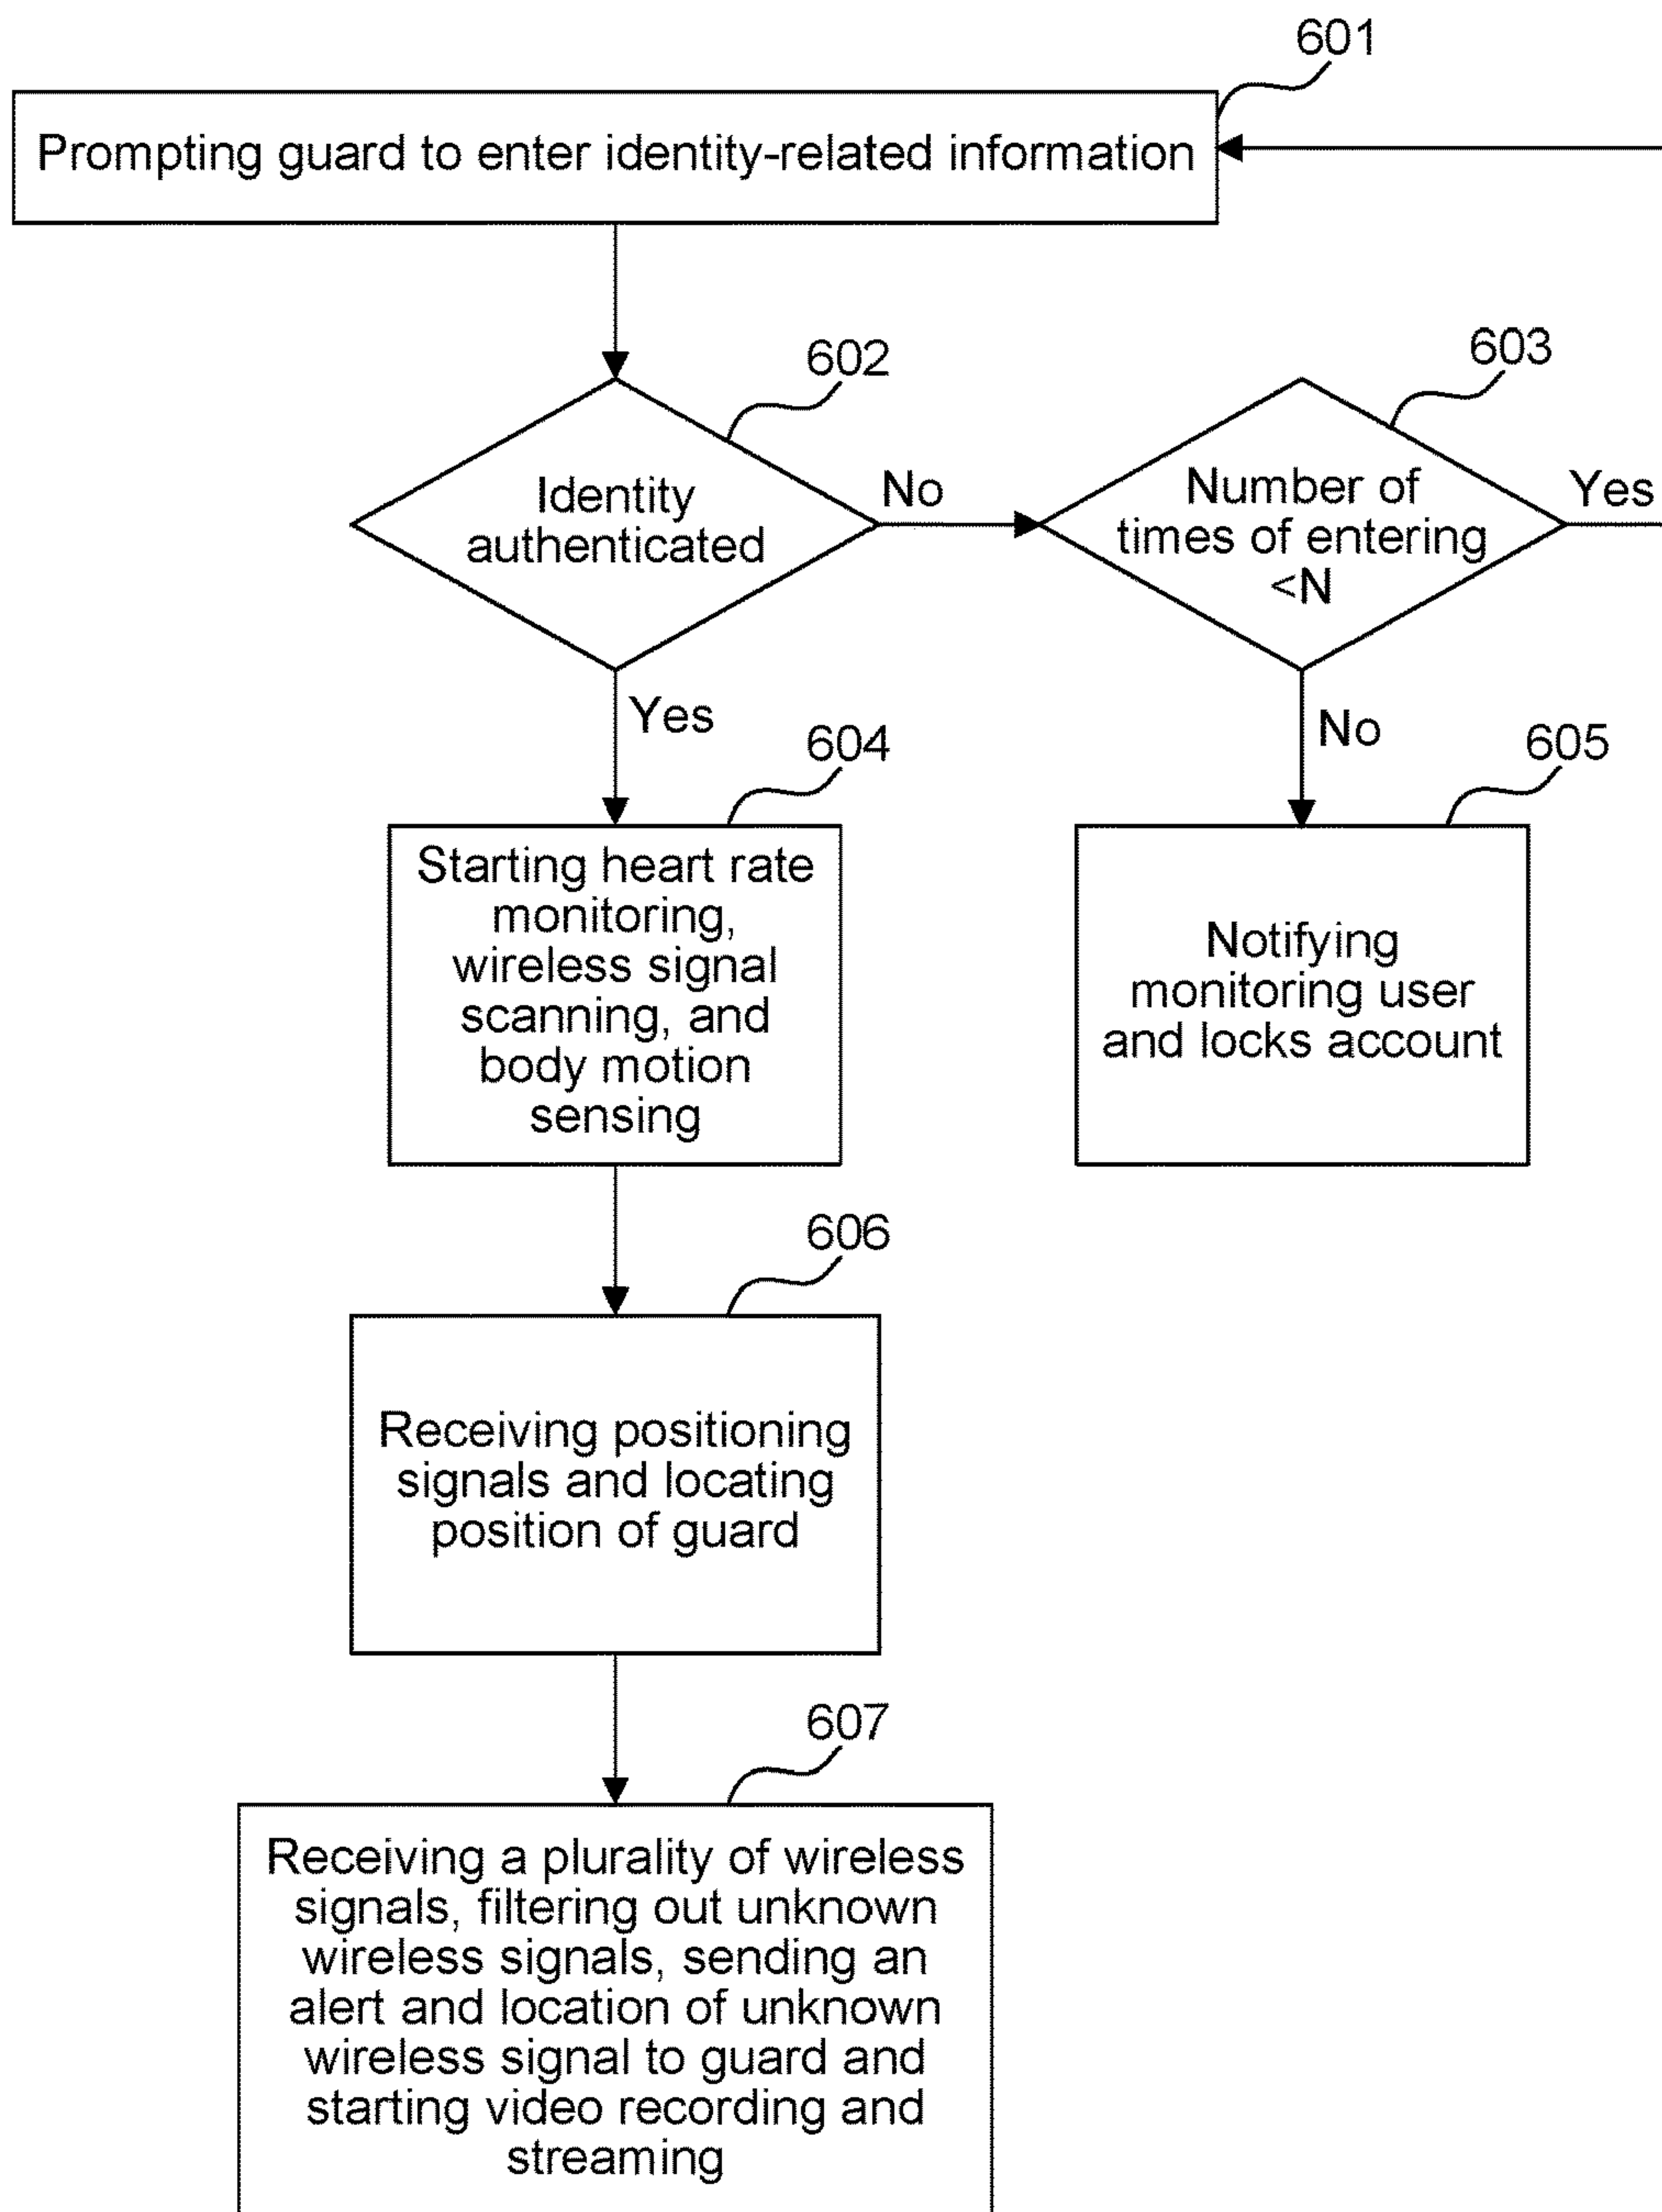 601
Prompting guard to enter identity-related information
602
603
Identity
authenticated
No
Number of
times of entering
<N
Yes
Yes
No
604
605
Starting heart rate
monitoring,
wireless signal
scanning, and
body motion
sensing
Notifying
monitoring user
and locks account
606
Receiving positioning
signals and locating
position of guard
607
Receiving a plurality of wireless
signals, filtering out unknown
wireless signals, sending an
alert and location of unknown
wireless signal to guard and
starting video recording and
streaming